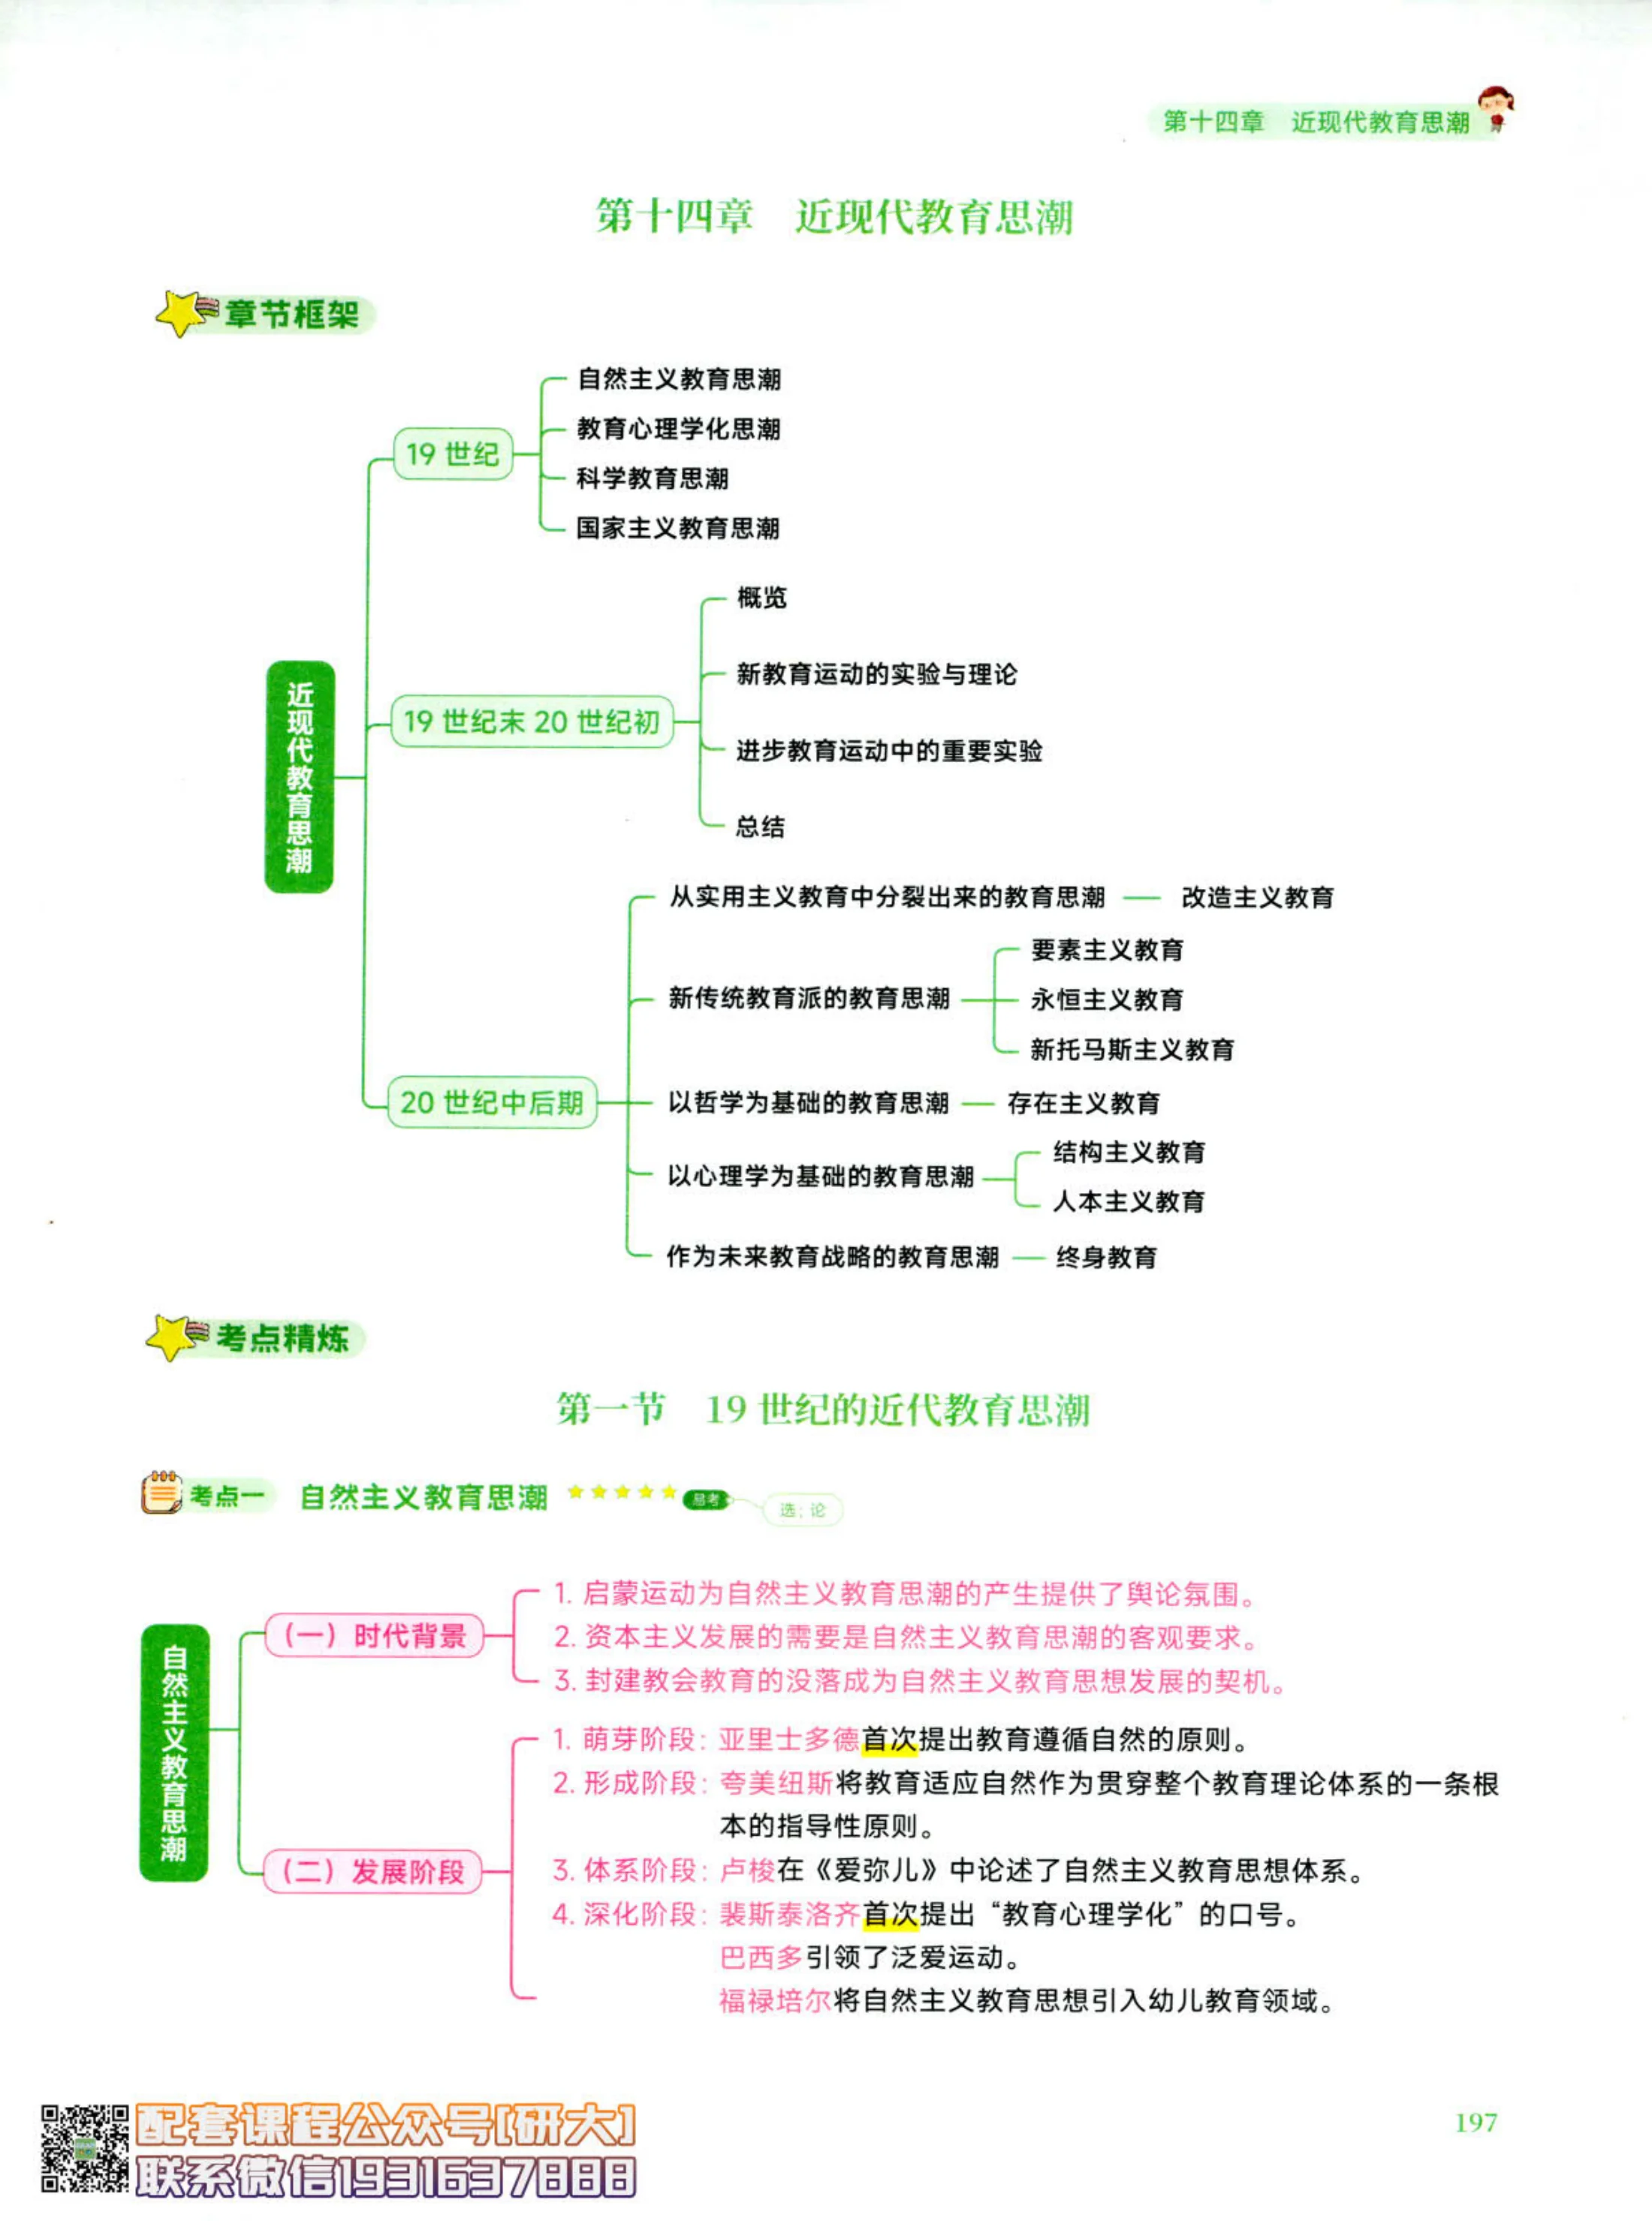 第十四章 近现代教育思潮
第十四章 近现代教育思潮
章节框架
近现代教育思潮
19 世纪
自然主义教育思潮
教育心理学化思潮
科学教育思潮
国家主义教育思潮
19 世纪末 20 世纪初
概览
新教育运动的实验与理论
进步教育运动中的重要实验
总结
20 世纪中后期
从实用主义教育中分裂出来的教育思潮 — 改造主义教育
新传统教育派的教育思潮
要素主义教育
永恒主义教育
新托马斯主义教育
以哲学为基础的教育思潮 — 存在主义教育
以心理学为基础的教育思潮
结构主义教育
人本主义教育
作为未来教育战略的教育思潮 — 终身教育
考点精炼
第一节 19 世纪的近代教育思潮
考点一 自然主义教育思潮 ★★★★★ 易考 选; 论
自然主义教育思潮
（一）时代背景
1. 启蒙运动为自然主义教育思潮的产生提供了舆论氛围。
2. 资本主义发展的需要是自然主义教育思潮的客观要求。
3. 封建教会教育的没落成为自然主义教育思想发展的契机。
（二）发展阶段
1. 萌芽阶段：亚里士多德首次提出教育遵循自然的原则。
2. 形成阶段：夸美纽斯将教育适应自然作为贯穿整个教育理论体系的一条根
本的指导性原则。
3. 体系阶段：卢梭在《爱弥儿》中论述了自然主义教育思想体系。
4. 深化阶段：裴斯泰洛齐首次提出“教育心理学化”的口号。
巴西多引领了泛爱运动。
福禄培尔将自然主义教育思想引入幼儿教育领域。
197
配套课程公众号[研大]
联系微信1931637888